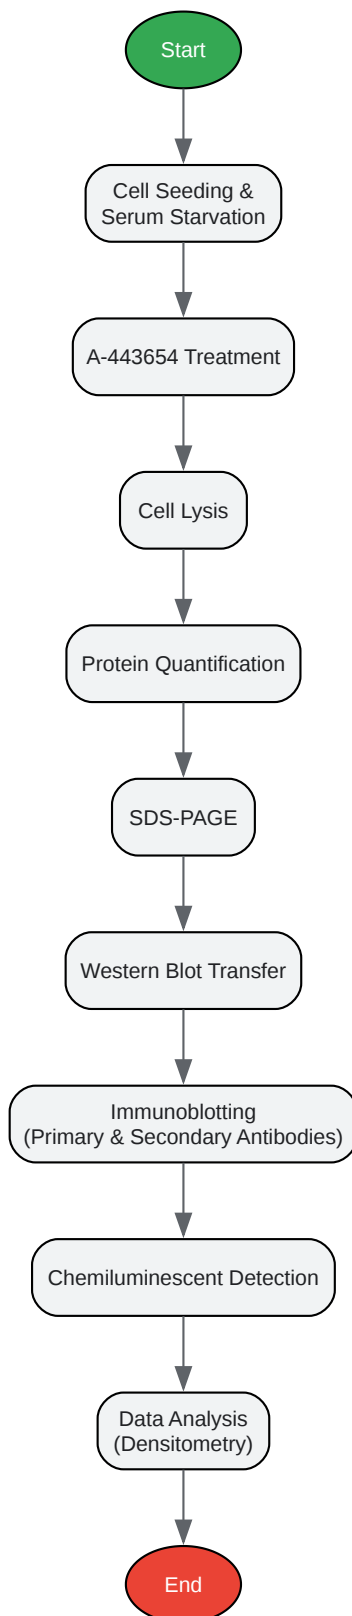 Start
Cell Seeding &
Serum Starvation
A-443654 Treatment
Cell Lysis
Protein Quantification
SDS-PAGE
Western Blot Transfer
Immunoblotting
(Primary & Secondary Antibodies)
Chemiluminescent Detection
Data Analysis
(Densitometry)
End